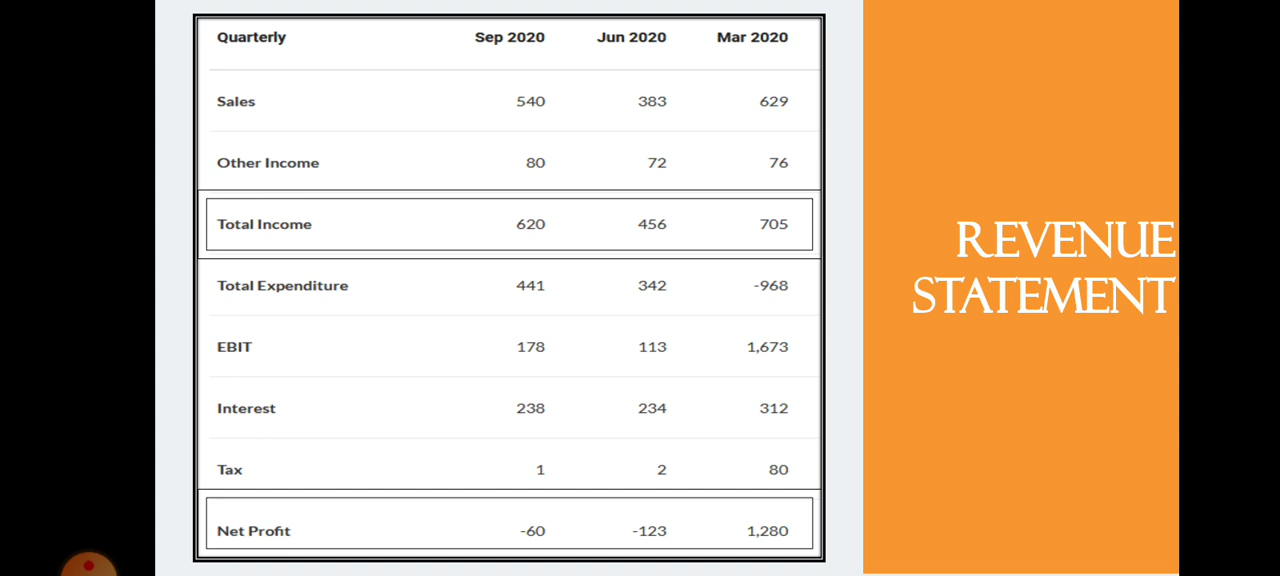 Quarterly Sep 2020 Jun 2020 Mar 2020
Sales 540 383 629
Other Income 80 72 76
Total Income 620 456 705
Total Expenditure 441 342 -968
EBIT 178 113 1,673
Interest 238 234 312
Tax 1 2 80
Net Profit -60 -123 1,280
REVENUE
STATEMENT